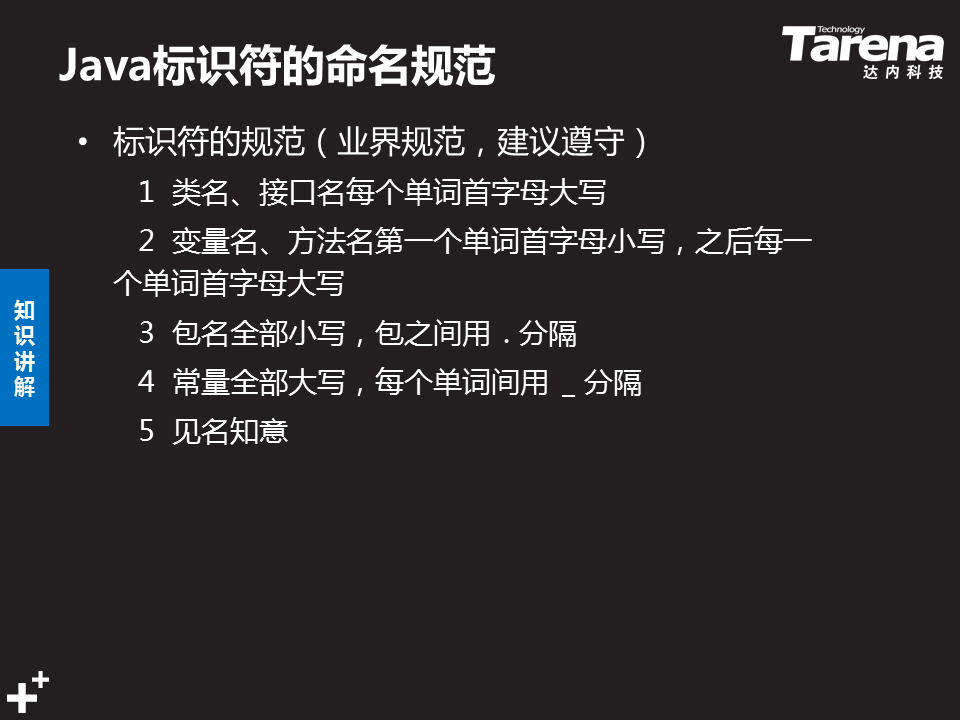 Java标识符的命名规范
Technology
Tarena
达内科技
• 标识符的规范（业界规范，建议遵守）
1 类名、接口名每个单词首字母大写
2 变量名、方法名第一个单词首字母小写，之后每一
个单词首字母大写
3 包名全部小写，包之间用 . 分隔
4 常量全部大写，每个单词间用 _ 分隔
5 见名知意
知
识
讲
解